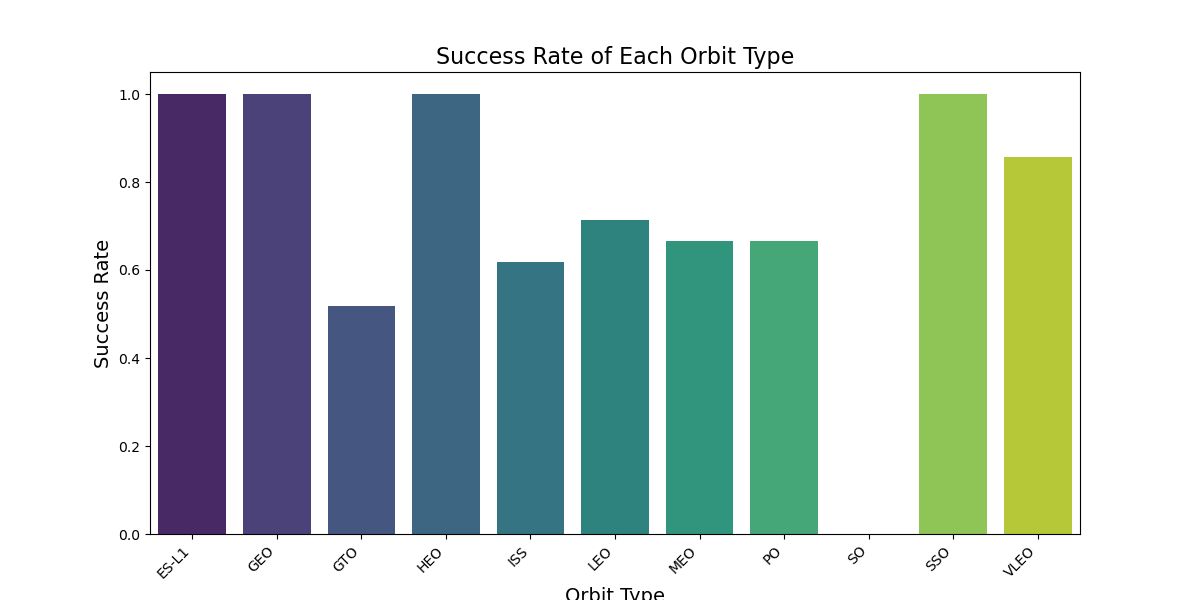 Success Rate of Each Orbit Type
Success Rate
1.0
0.8
0.6
0.4
0.2
0.0
ES-L1
GEO
GTO
HEO
ISS
LEO
MEO
PO
SO
SSO
VLEO
Orbit Type